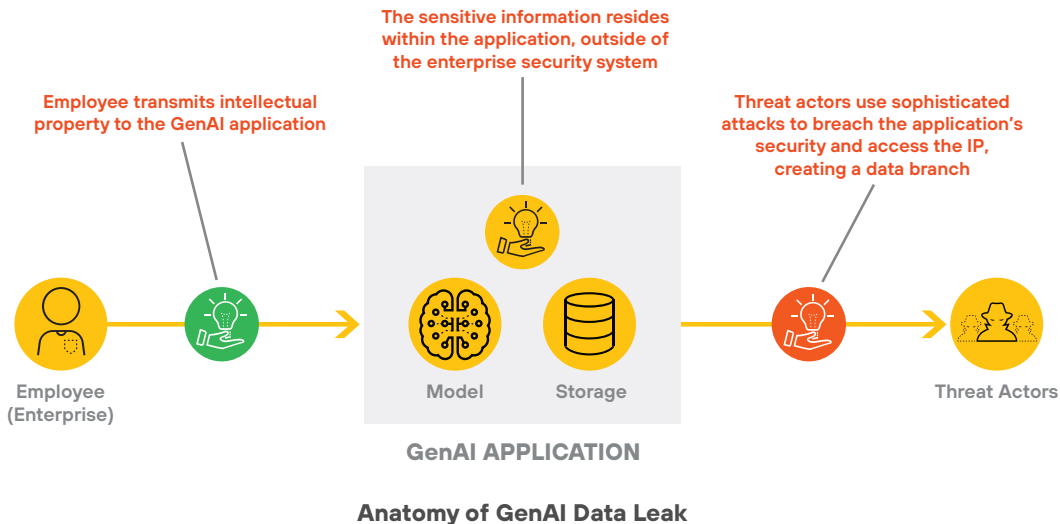 The sensitive information resides
within the application, outside of
the enterprise security system
Employee transmits intellectual
property to the GenAI application
Threat actors use sophisticated
attacks to breach the application's
security and access the IP,
creating a data branch
Employee
(Enterprise)
Model
Storage
Threat Actors
GenAI APPLICATION
Anatomy of GenAI Data Leak